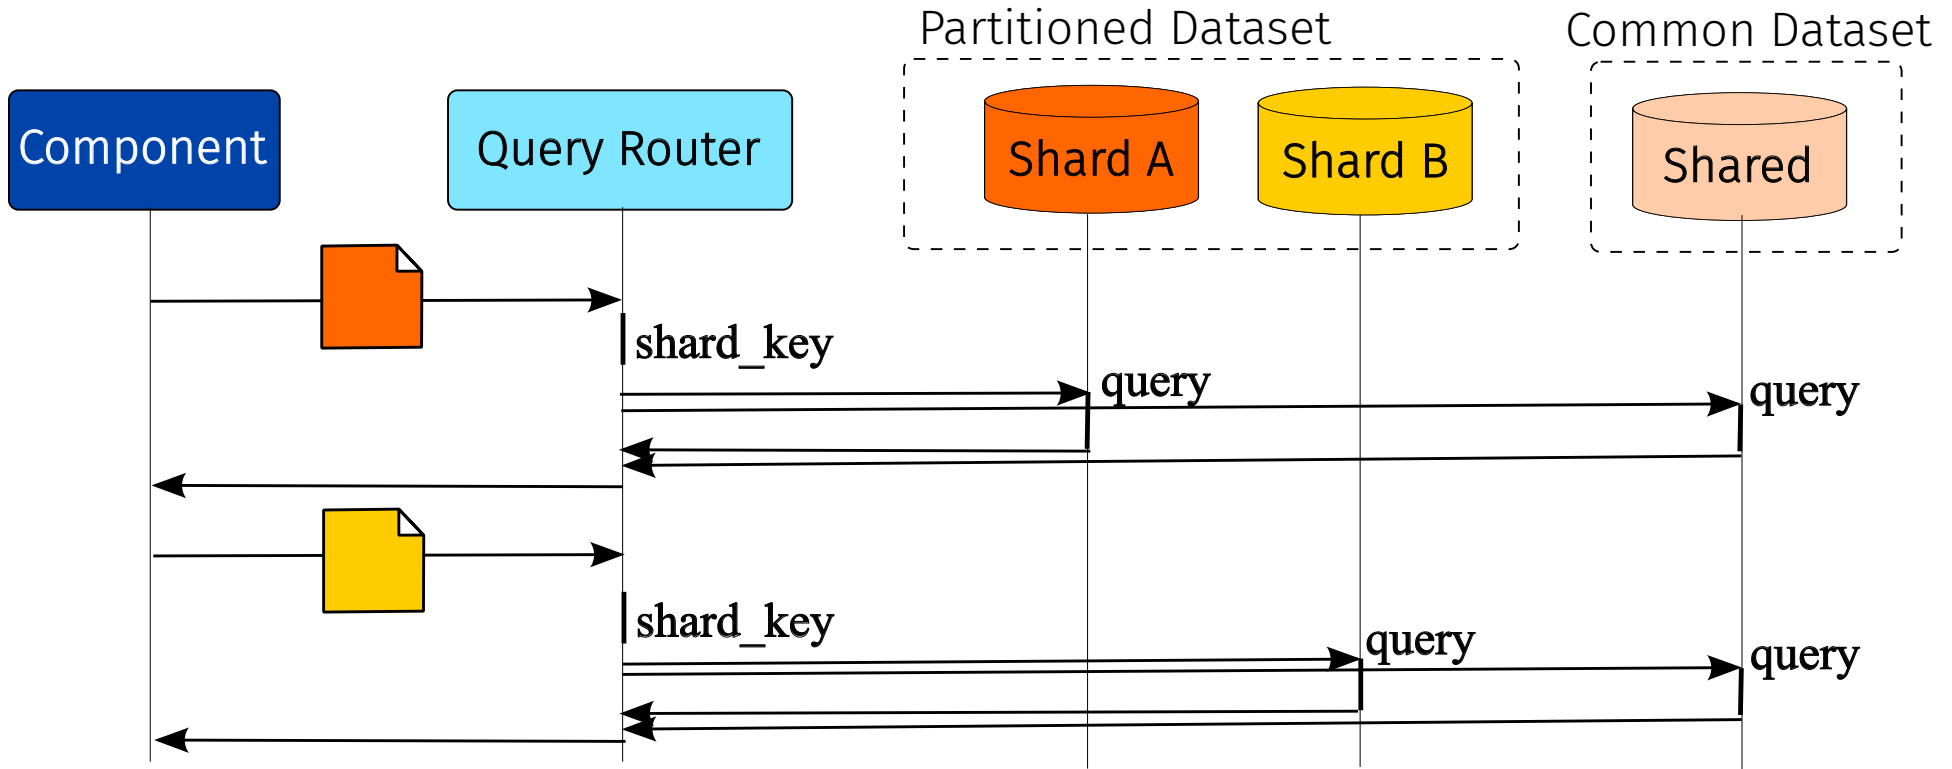 Partitioned Dataset
Common Dataset
Component
Query Router
Shard A
Shard B
Shared
shard_key
query
query
shard_key
query
query